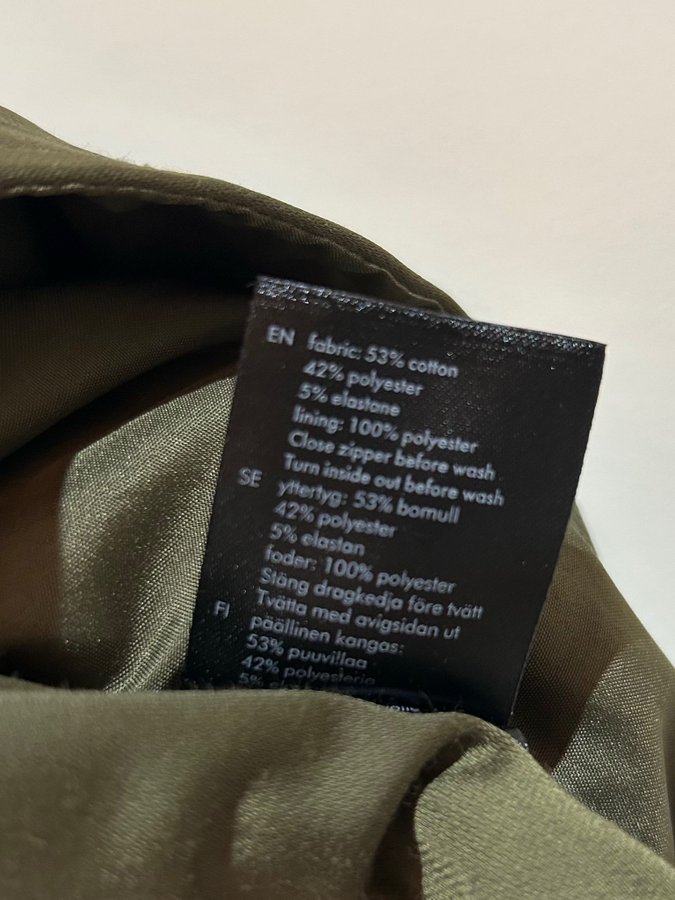 EN fabric: 53% cotton
42% polyester
5% elastane
lining: 100% polyester
Close zipper before wash
Turn inside out before wash
SE yttertyg: 53% bomull
42% polyester
5% elastan
foder: 100% polyester
Stäng dragkedja före tvätt
Tvätta med avigsidan ut
FI päällinen kangas:
53% puuvillaa
42% polyesteria
5%